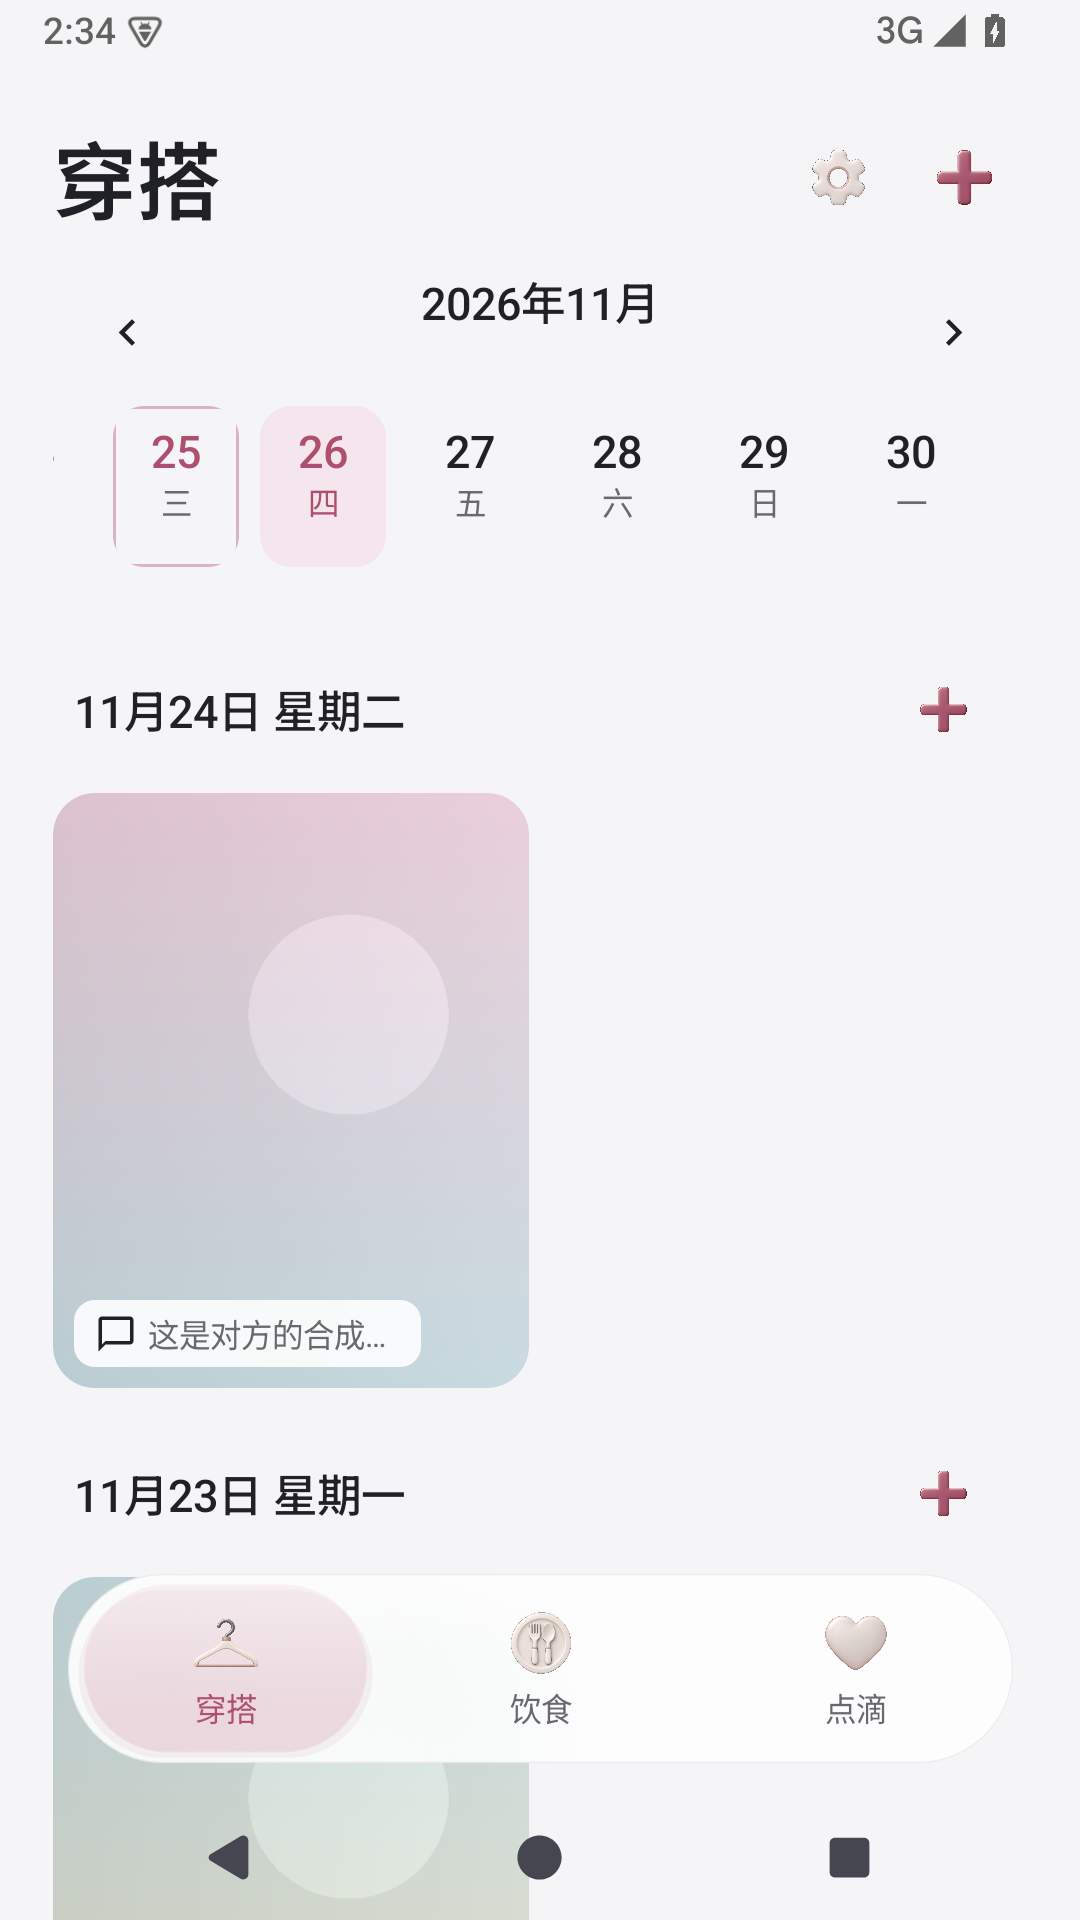 2:34 3G
穿搭
2026年11月
25 26 27 28 29 30
三 四 五 六 日 一
11月24日 星期二
这是对方的合成...
11月23日 星期一
穿搭 饮食 点滴